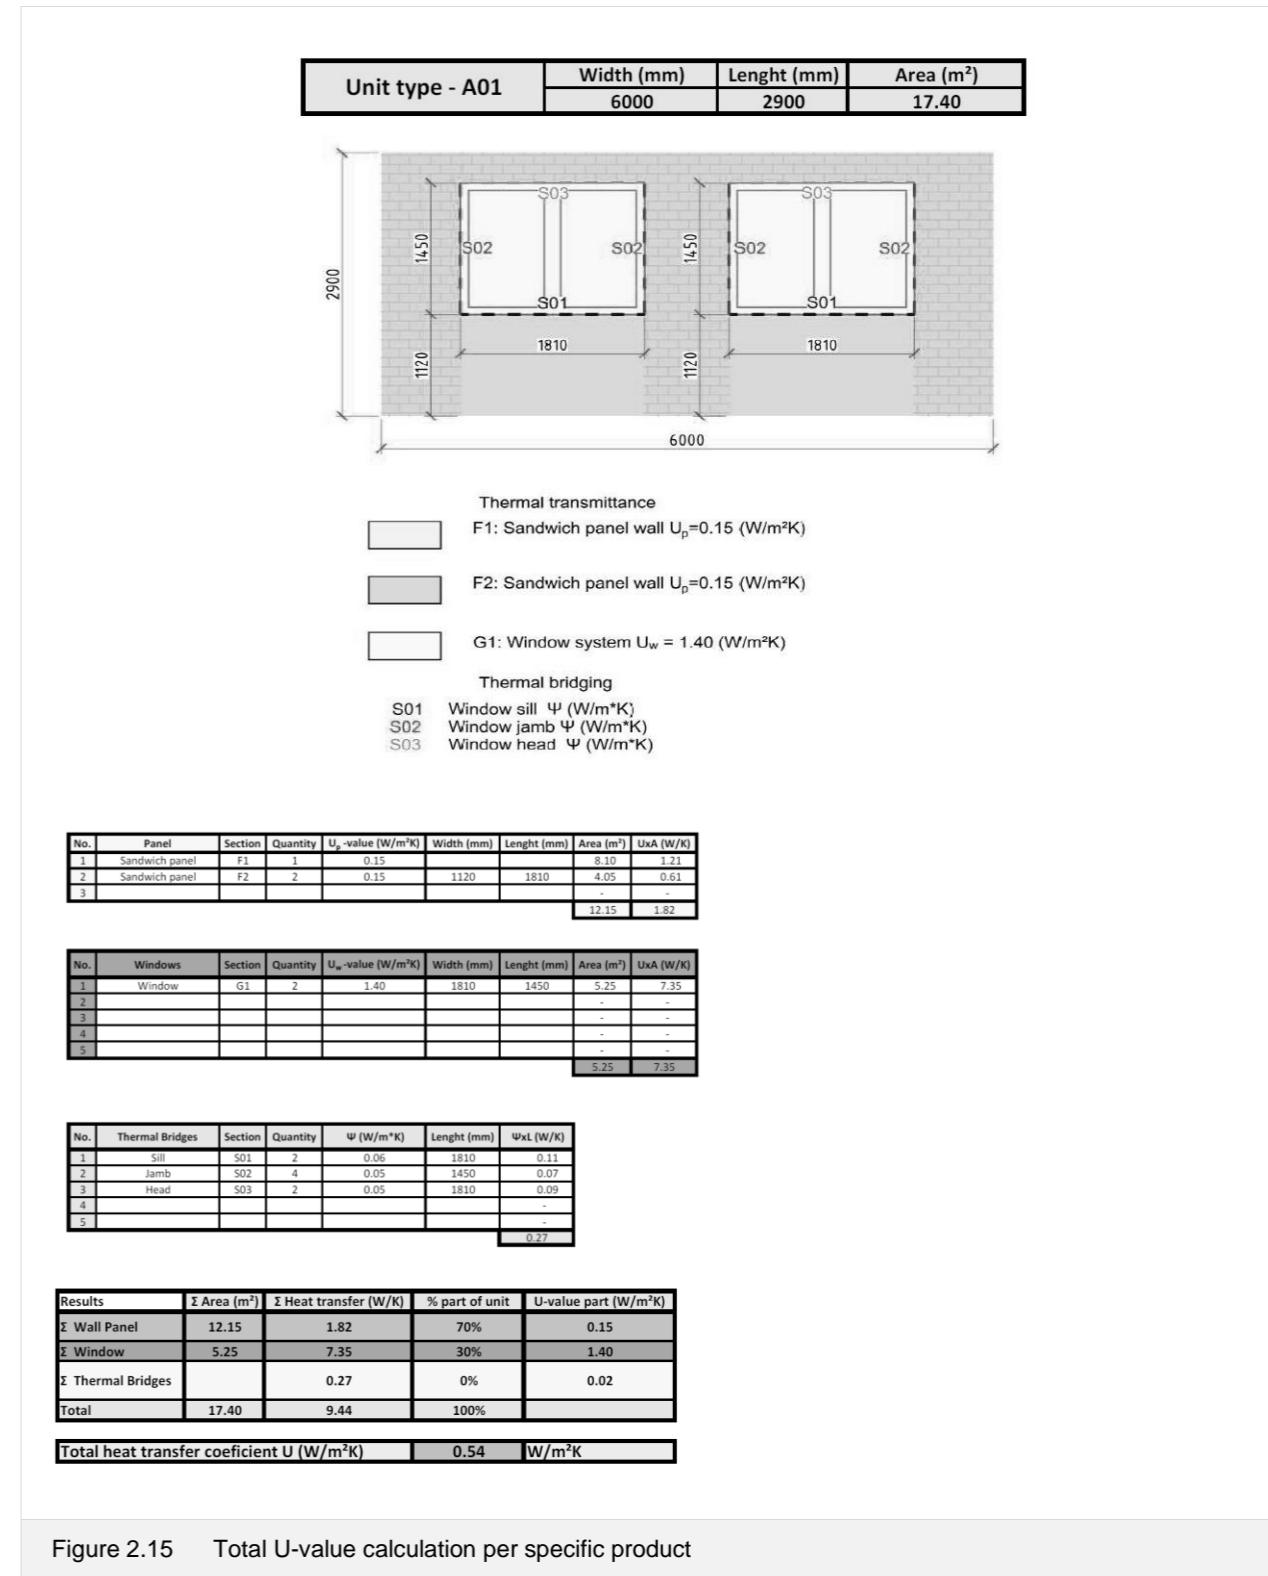 Unit type - A01 Width (mm) Lenght (mm) Area (m²)
6000 2900 17.40
S03 S03
1450 S02 S02 1450 S02 S02
2900
S01 S01
1810 1810
1120 1120
6000
Thermal transmittance
F1: Sandwich panel wall Up=0.15 (W/m²K)
F2: Sandwich panel wall Up=0.15 (W/m²K)
G1: Window system Uw = 1.40 (W/m²K)
Thermal bridging
S01 Window sill Ψ (W/m*K)
S02 Window jamb Ψ (W/m*K)
S03 Window head Ψ (W/m*K)
No. Panel Section Quantity Up -value (W/m²K) Width (mm) Lenght (mm) Area (m²) UxA (W/K)
1 Sandwich panel F1 1 0.15 8.10 1.21
2 Sandwich panel F2 2 0.15 1120 1810 4.05 0.61
3 - -
12.15 1.82
No. Windows Section Quantity Uw -value (W/m²K) Width (mm) Lenght (mm) Area (m²) UxA (W/K)
1 Window G1 2 1.40 1810 1450 5.25 7.35
2 - -
3 - -
4 - -
5 - -
5.25 7.35
No. Thermal Bridges Section Quantity Ψ (W/m*K) Lenght (mm) ΨxL (W/K)
1 Sill S01 2 0.06 1810 0.11
2 Jamb S02 4 0.05 1450 0.07
3 Head S03 2 0.05 1810 0.09
4 -
5 -
0.27
Results Σ Area (m²) Σ Heat transfer (W/K) % part of unit U-value part (W/m²K)
Σ Wall Panel 12.15 1.82 70% 0.15
Σ Window 5.25 7.35 30% 1.40
Σ Thermal Bridges 0.27 0% 0.02
Total 17.40 9.44 100%
Total heat transfer coeficient U (W/m²K) 0.54 W/m²K
Figure 2.15 Total U-value calculation per specific product